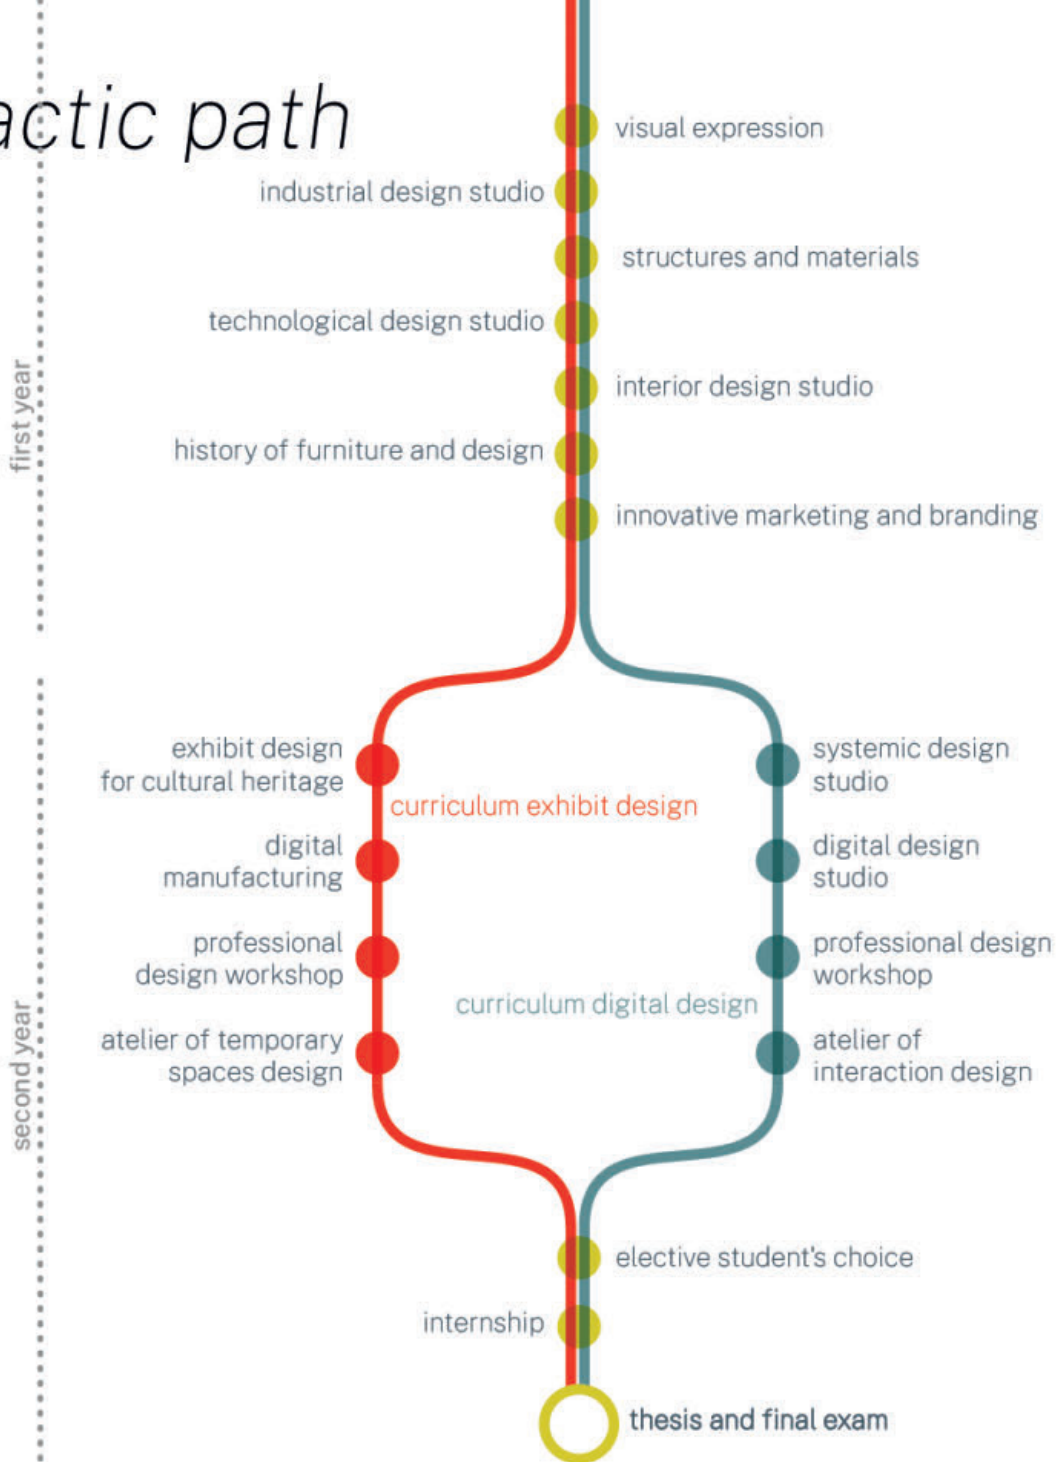 actic path
visual expression
industrial design studio
structures and materials
technological design studio
interior design studio
first year
history of furniture and design
innovative marketing and branding
exhibit design
for cultural heritage
systemic design
studio
curriculum exhibit design
digital
manufacturing
digital design
studio
professional
design workshop
professional design
workshop
curriculum digital design
second year
atelier of temporary
spaces design
atelier of
interaction design
elective student's choice
internship
thesis and final exam